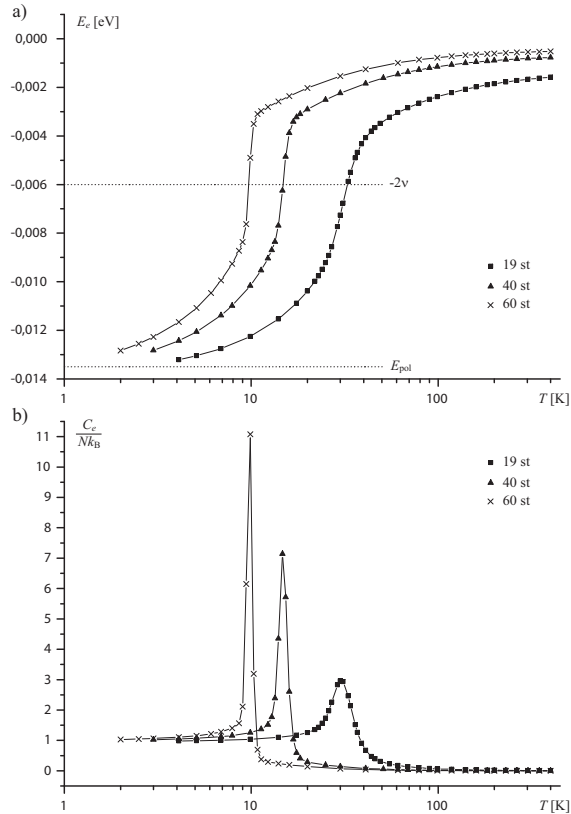 a)
E_e [eV]
0,000
-0,002
-0,004
-0,006
-0,008
-0,010
-0,012
-0,014
-2ν
19 st
40 st
60 st
E_pol
1
10
100
T [K]
b)
C_e
Nk_B
11
10
9
8
7
6
5
4
3
2
1
0
19 st
40 st
60 st
1
10
100
T [K]